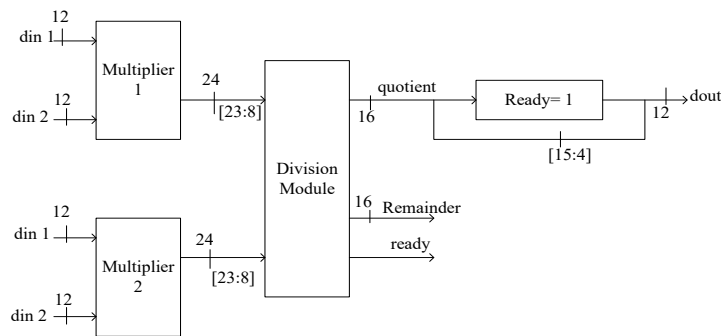 12
din 1
Multiplier
1
12
din 2
24
[23:8]
Division
Module
quotient
16
Ready= 1
12
dout
[15:4]
16
Remainder
ready
12
din 1
Multiplier
2
12
din 2
24
[23:8]